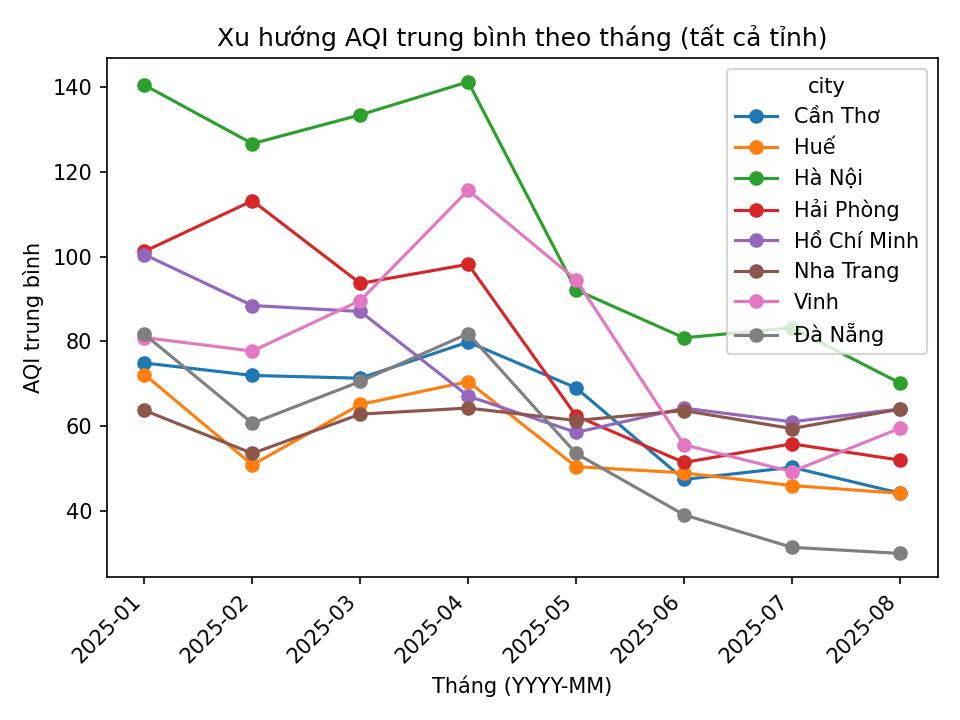 Xu hướng AQI trung bình theo tháng (tất cả tỉnh)
AQI trung bình
140
120
100
80
60
40
city
Cần Thơ
Huế
Hà Nội
Hải Phòng
Hồ Chí Minh
Nha Trang
Vinh
Đà Nẵng
2025-01
2025-02
2025-03
2025-04
2025-05
2025-06
2025-07
2025-08
Tháng (YYYY-MM)